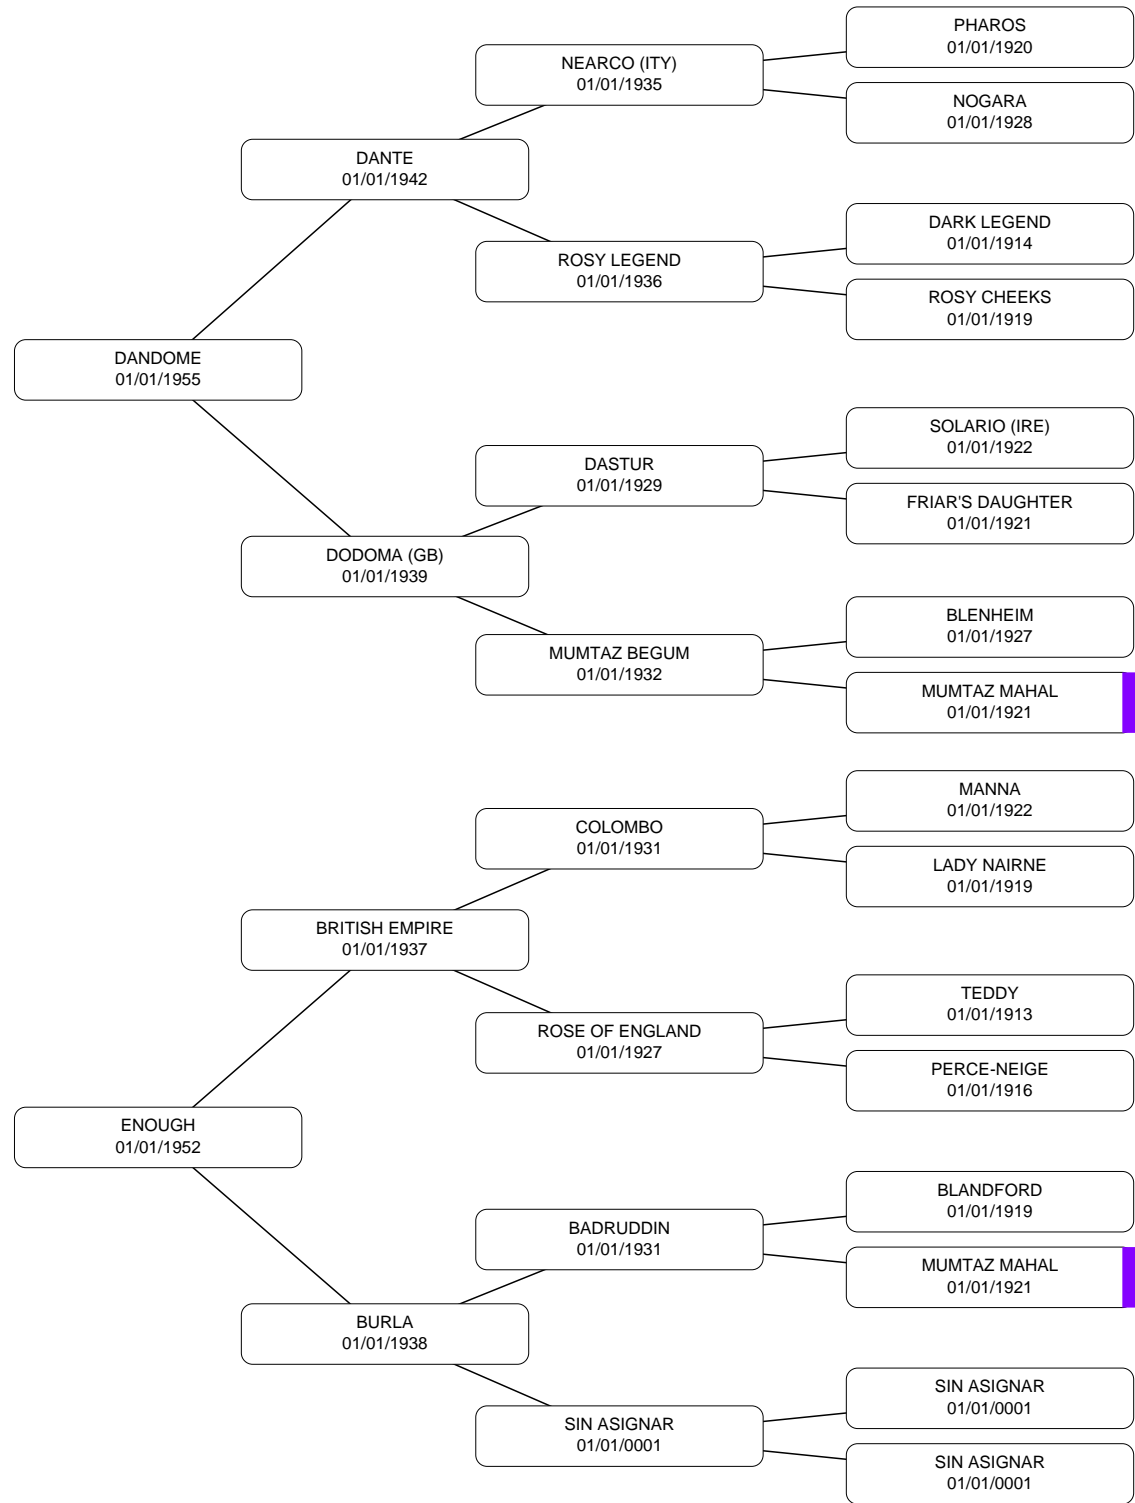 PHAROS
01/01/1920
NEARCO (ITY)
01/01/1935
NOGARA
01/01/1928
DANTE
01/01/1942
DARK LEGEND
01/01/1914
ROSY LEGEND
01/01/1936
ROSY CHEEKS
01/01/1919
DANDOME
01/01/1955
SOLARIO (IRE)
01/01/1922
DASTUR
01/01/1929
FRIAR'S DAUGHTER
01/01/1921
DODOMA (GB)
01/01/1939
BLENHEIM
01/01/1927
MUMTAZ BEGUM
01/01/1932
MUMTAZ MAHAL
01/01/1921
MANNA
01/01/1922
COLOMBO
01/01/1931
LADY NAIRNE
01/01/1919
BRITISH EMPIRE
01/01/1937
TEDDY
01/01/1913
ROSE OF ENGLAND
01/01/1927
PERCE-NEIGE
01/01/1916
ENOUGH
01/01/1952
BLANDFORD
01/01/1919
BADRUDDIN
01/01/1931
MUMTAZ MAHAL
01/01/1921
BURLA
01/01/1938
SIN ASIGNAR
01/01/0001
SIN ASIGNAR
01/01/0001
SIN ASIGNAR
01/01/0001